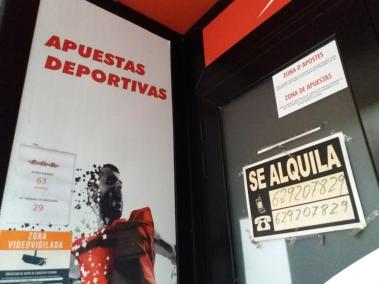 APUESTAS
DEPORTIVAS
63
29
ZONA
VIDEOVIGILADA
ZONA D'APOSTES
ZONA DE APUESTAS
SE ALQUILA
629207829
629207829